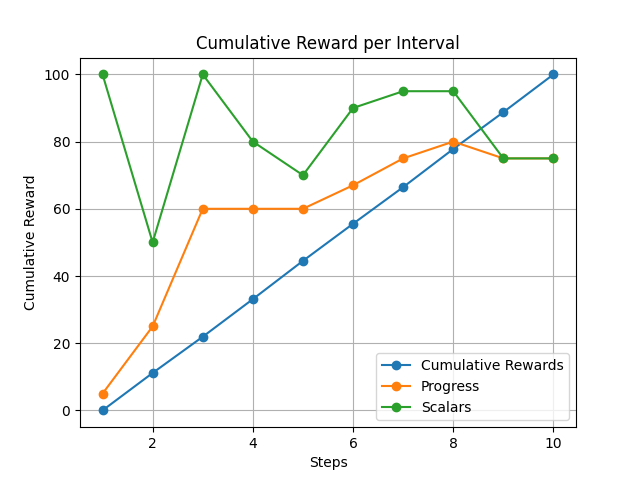 Cumulative Reward per Interval
100
80
60
40
20
0
Cumulative Reward
2
4
6
8
10
Steps
Cumulative Rewards
Progress
Scalars